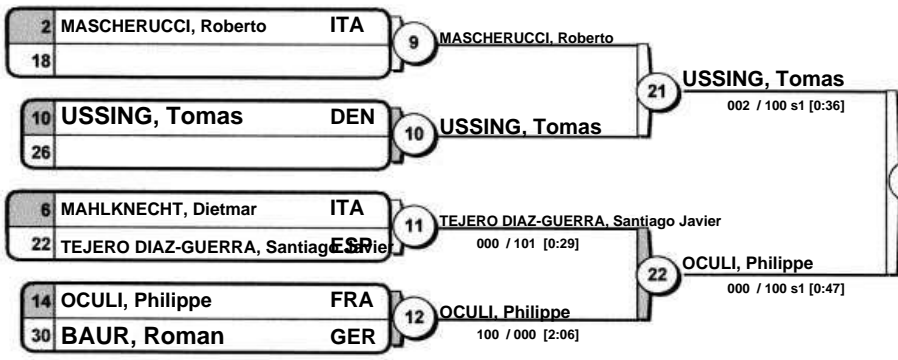 2 MASCHERUCCI, Roberto ITA
18
9 MASCHERUCCI, Roberto
10 USSING, Tomas DEN
26
10 USSING, Tomas
21 USSING, Tomas
002 / 100 s1 [0:36]
6 MAHLKNECHT, Dietmar ITA
22 TEJERO DIAZ-GUERRA, Santiago Javier ESP
11 TEJERO DIAZ-GUERRA, Santiago Javier
000 / 101 [0:29]
14 OCULI, Philippe FRA
30 BAUR, Roman GER
12 OCULI, Philippe
100 / 000 [2:06]
22 OCULI, Philippe
000 / 100 s1 [0:47]